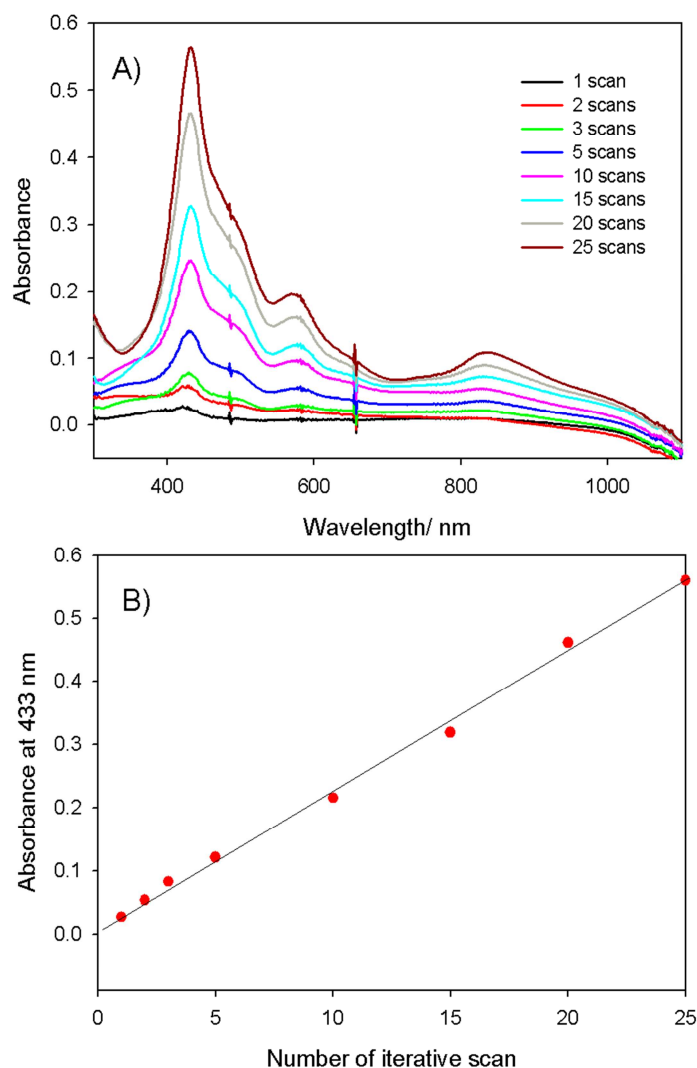 A)
0.6
0.5
0.4
0.3
0.2
0.1
0.0
Absorbance
1 scan
2 scans
3 scans
5 scans
10 scans
15 scans
20 scans
25 scans
400 600 800 1000
Wavelength/ nm
B)
0.6
0.5
0.4
0.3
0.2
0.1
0.0
Absorbance at 433 nm
0 5 10 15 20 25
Number of iterative scan